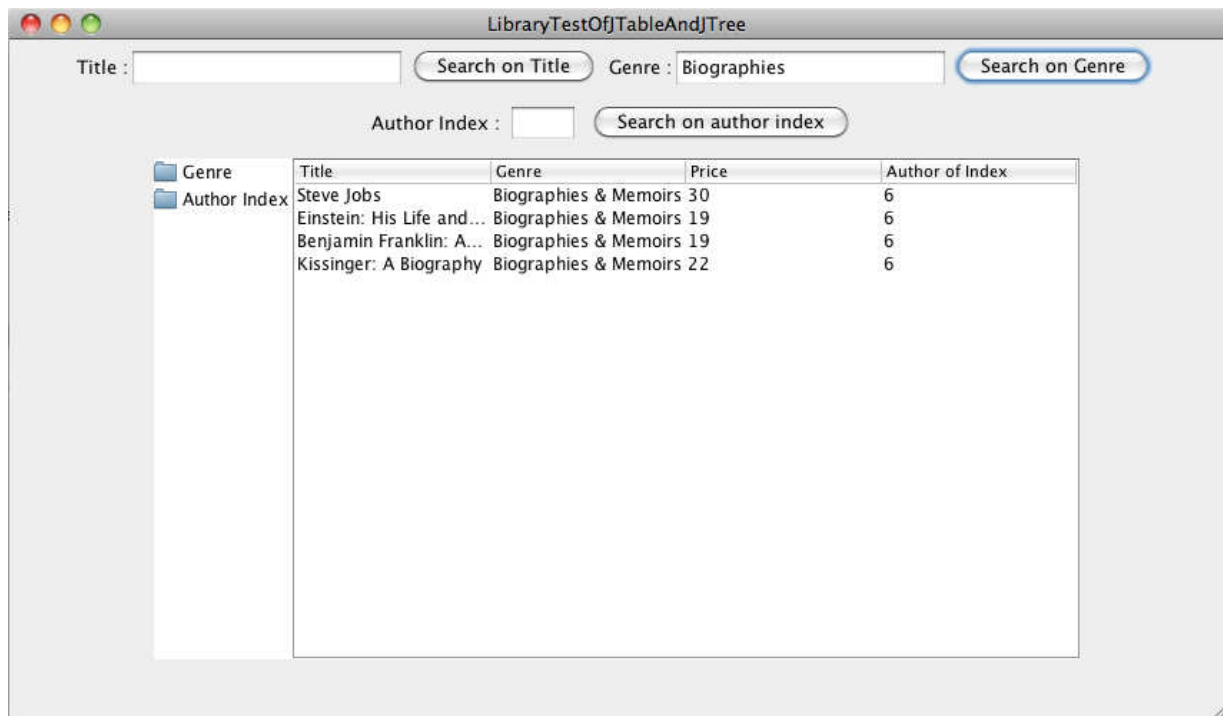 LibraryTestOfJTableAndJTree
Title : Search on Title Genre : Biographies Search on Genre
Author Index : Search on author index
Genre
Author Index
Title Genre Price Author of Index
Steve Jobs Biographies & Memoirs 30 6
Einstein: His Life and... Biographies & Memoirs 19 6
Benjamin Franklin: A... Biographies & Memoirs 19 6
Kissinger: A Biography Biographies & Memoirs 22 6